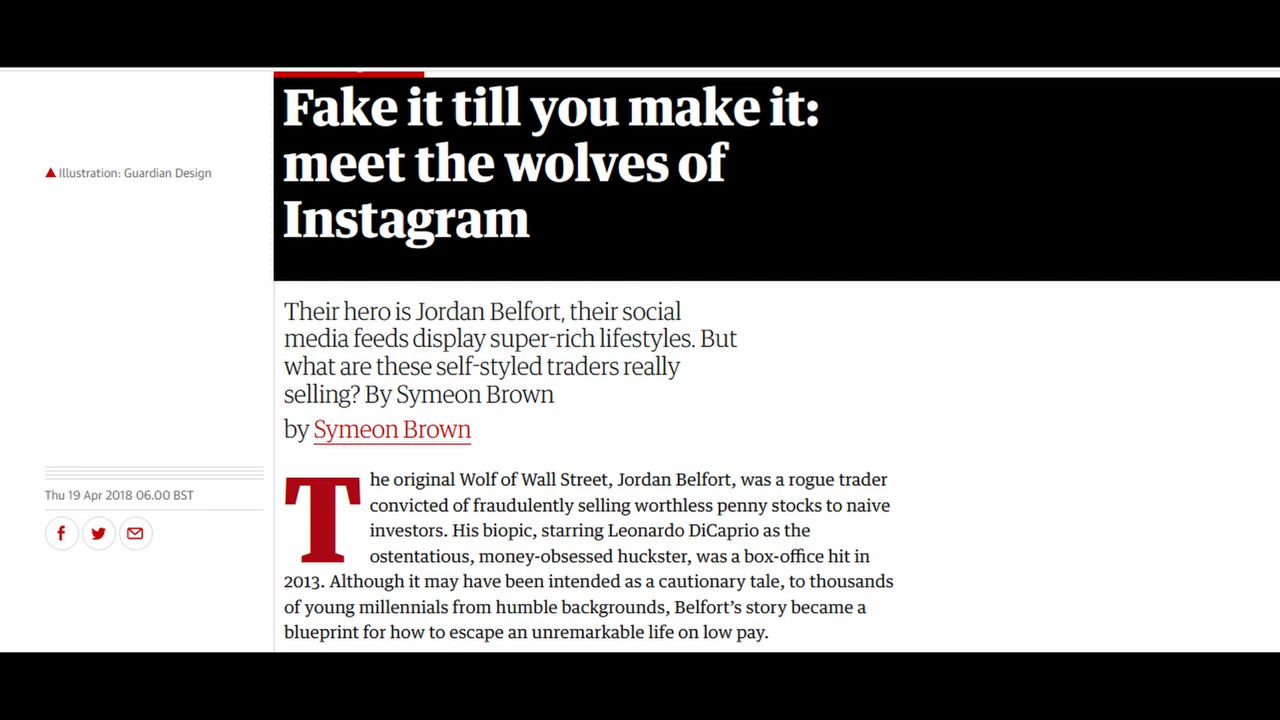 Fake it till you make it:
meet the wolves of
Instagram
Illustration: Guardian Design
Their hero is Jordan Belfort, their social
media feeds display super-rich lifestyles. But
what are these self-styled traders really
selling? By Symeon Brown
by Symeon Brown
Thu 19 Apr 2018 06.00 BST
The original Wolf of Wall Street, Jordan Belfort, was a rogue trader
convicted of fraudulently selling worthless penny stocks to naive
investors. His biopic, starring Leonardo DiCaprio as the
ostentatious, money-obsessed huckster, was a box-office hit in
2013. Although it may have been intended as a cautionary tale, to thousands
of young millennials from humble backgrounds, Belfort’s story became a
blueprint for how to escape an unremarkable life on low pay.